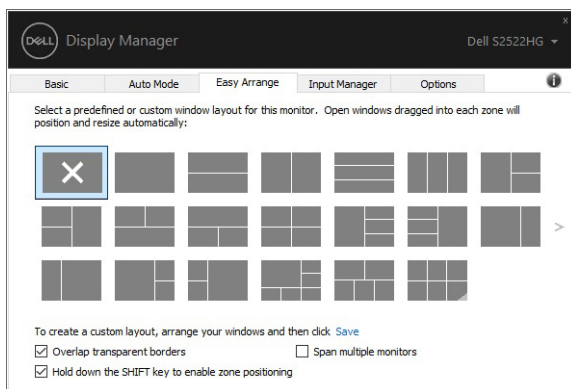 x
DELL Display Manager Dell S2522HG
Basic Auto Mode Easy Arrange Input Manager Options i
Select a predefined or custom window layout for this monitor. Open windows dragged into each zone will
position and resize automatically:
>
To create a custom layout, arrange your windows and then click Save
Overlap transparent borders Span multiple monitors
Hold down the SHIFT key to enable zone positioning